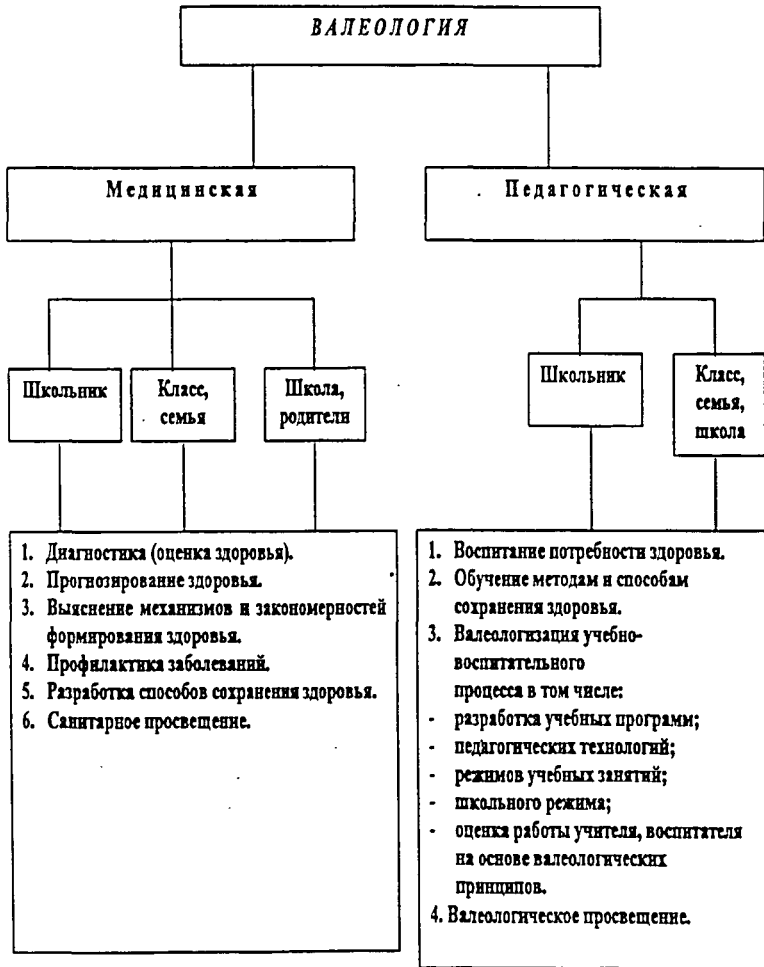 ВАЛЕОЛОГИЯ
Медицинская
Педагогическая
Школьник
Класс,
семья
Школа,
родители
Школьник
Класс,
семья,
школа
1. Диагностика (оценка здоровья).
2. Прогнозирование здоровья.
3. Выяснение механизмов и закономерностей
формирования здоровья.
4. Профилактика заболеваний.
5. Разработка способов сохранения здоровья.
6. Санитарное просвещение.
1. Воспитание потребности здоровья.
2. Обучение методам и способам
сохранения здоровья.
3. Валеологизация учебно-
воспитательного
процесса в том числе:
- разработка учебных программ;
- педагогических технологий;
- режимов учебных занятий;
- школьного режима;
- оценка работы учителя, воспитателя
на основе валеологических
принципов.
4. Валеологическое просвещение.